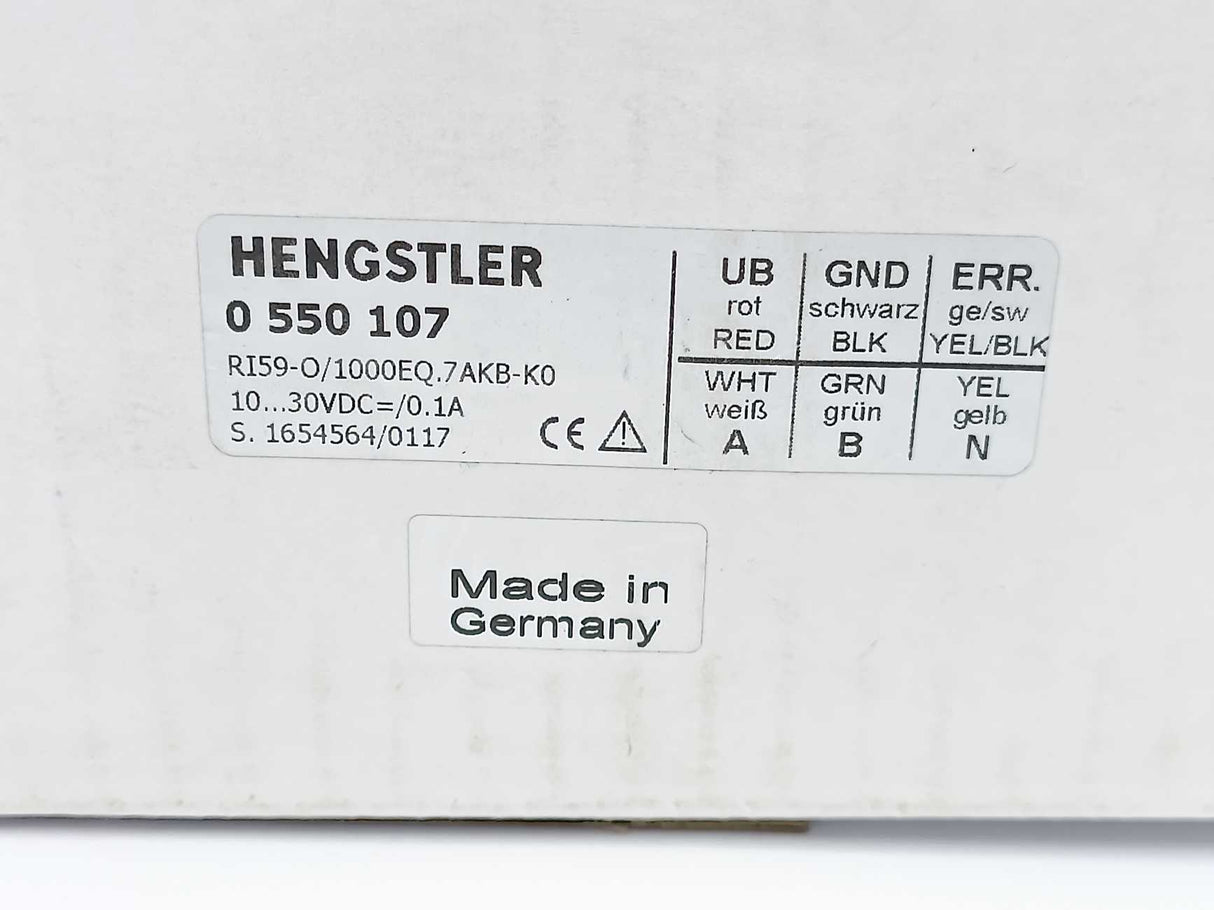 HENGSTLER
0 550 107
RI59-O/1000EQ.7AKB-K0
10...30VDC=/0.1A
S. 1654564/0117
CE
UB GND ERR.
rot schwarz ge/sw
RED BLK YEL/BLK
WHT GRN YEL
weiß grün gelb
A B N
Made in
Germany